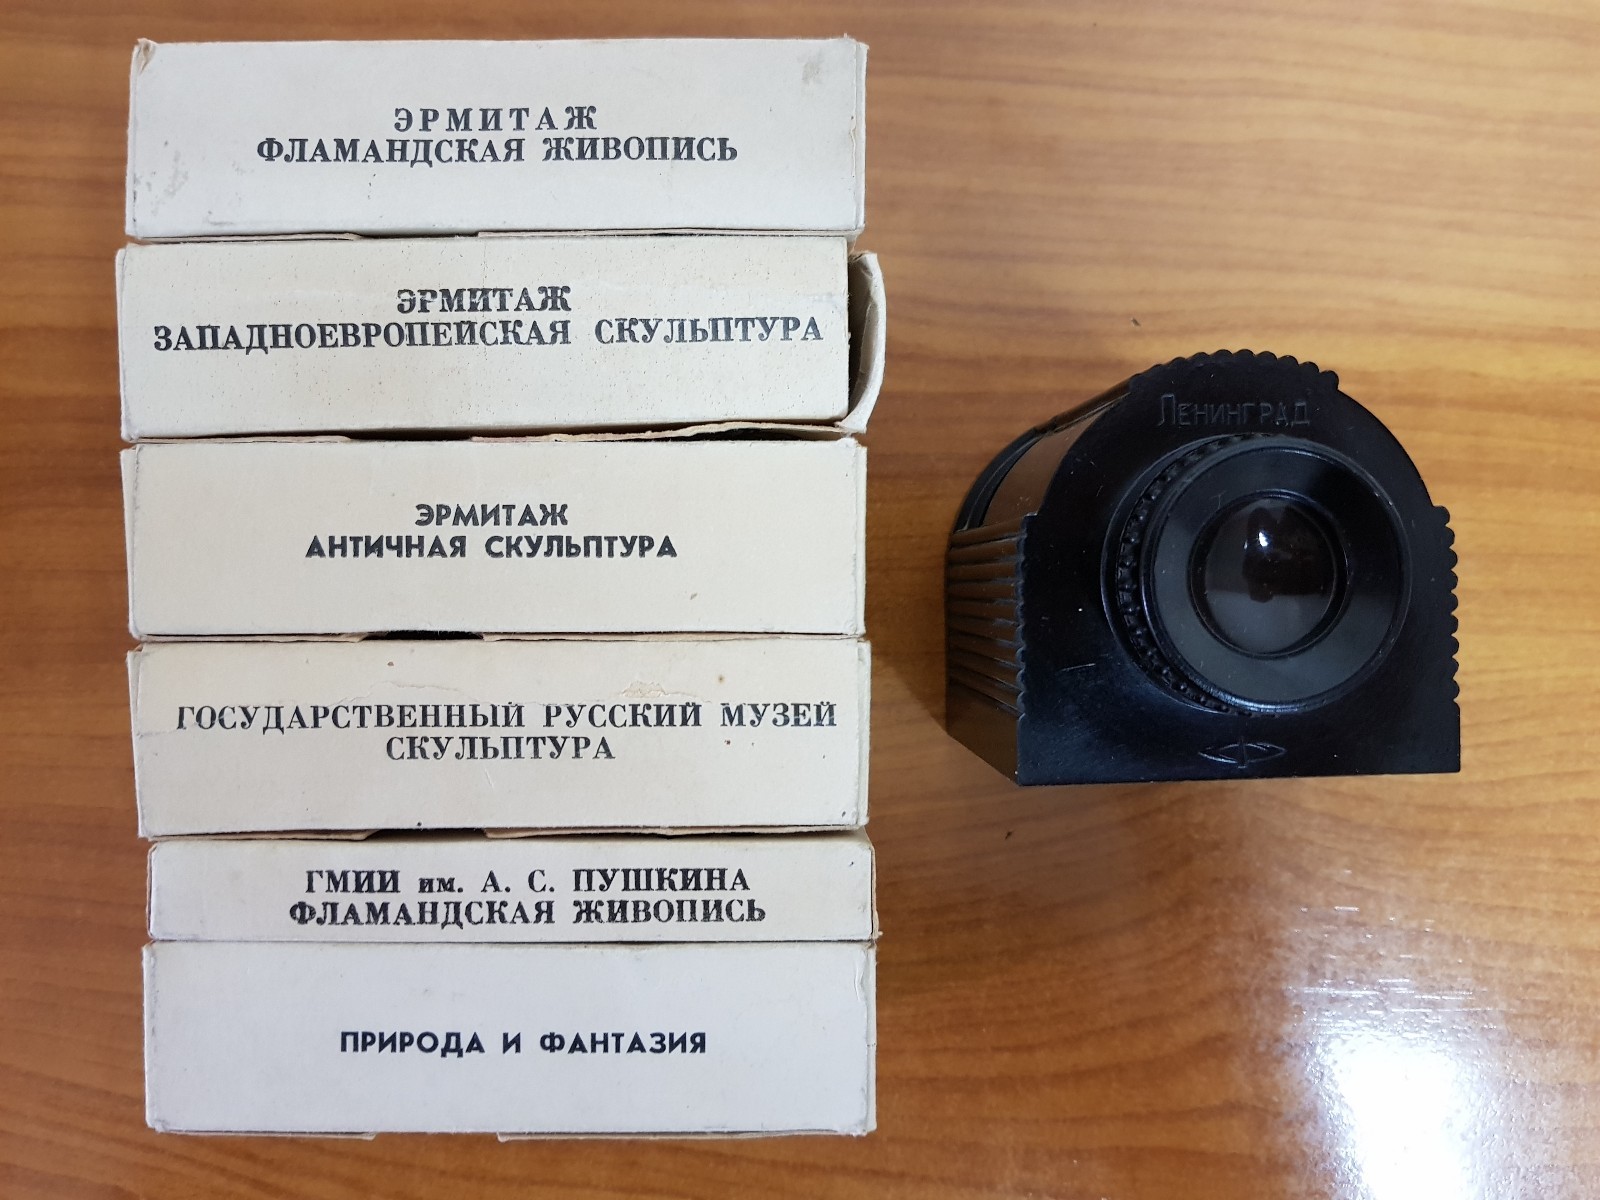 ЭРМИТАЖ
ФЛАМАНДСКАЯ ЖИВОПИСЬ
ЭРМИТАЖ
ЗАПАДНОЕВРОПЕЙСКАЯ СКУЛЬПТУРА
ЭРМИТАЖ
АНТИЧНАЯ СКУЛЬПТУРА
ГОСУДАРСТВЕННЫЙ РУССКИЙ МУЗЕЙ
СКУЛЬПТУРА
ГМИИ им. А. С. ПУШКИНА
ФЛАМАНДСКАЯ ЖИВОПИСЬ
ПРИРОДА И ФАНТАЗИЯ
ЛЕНИНГРАД